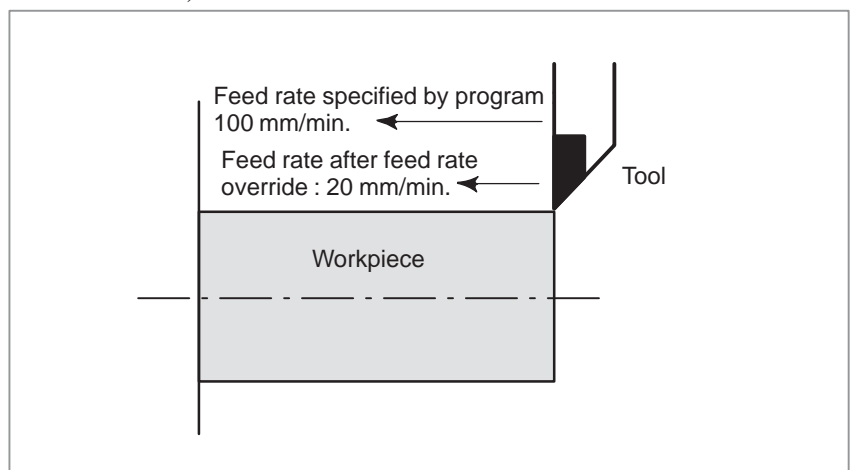 Feed rate specified by program
100 mm/min.
Feed rate after feed rate
override : 20 mm/min.
Tool
Workpiece